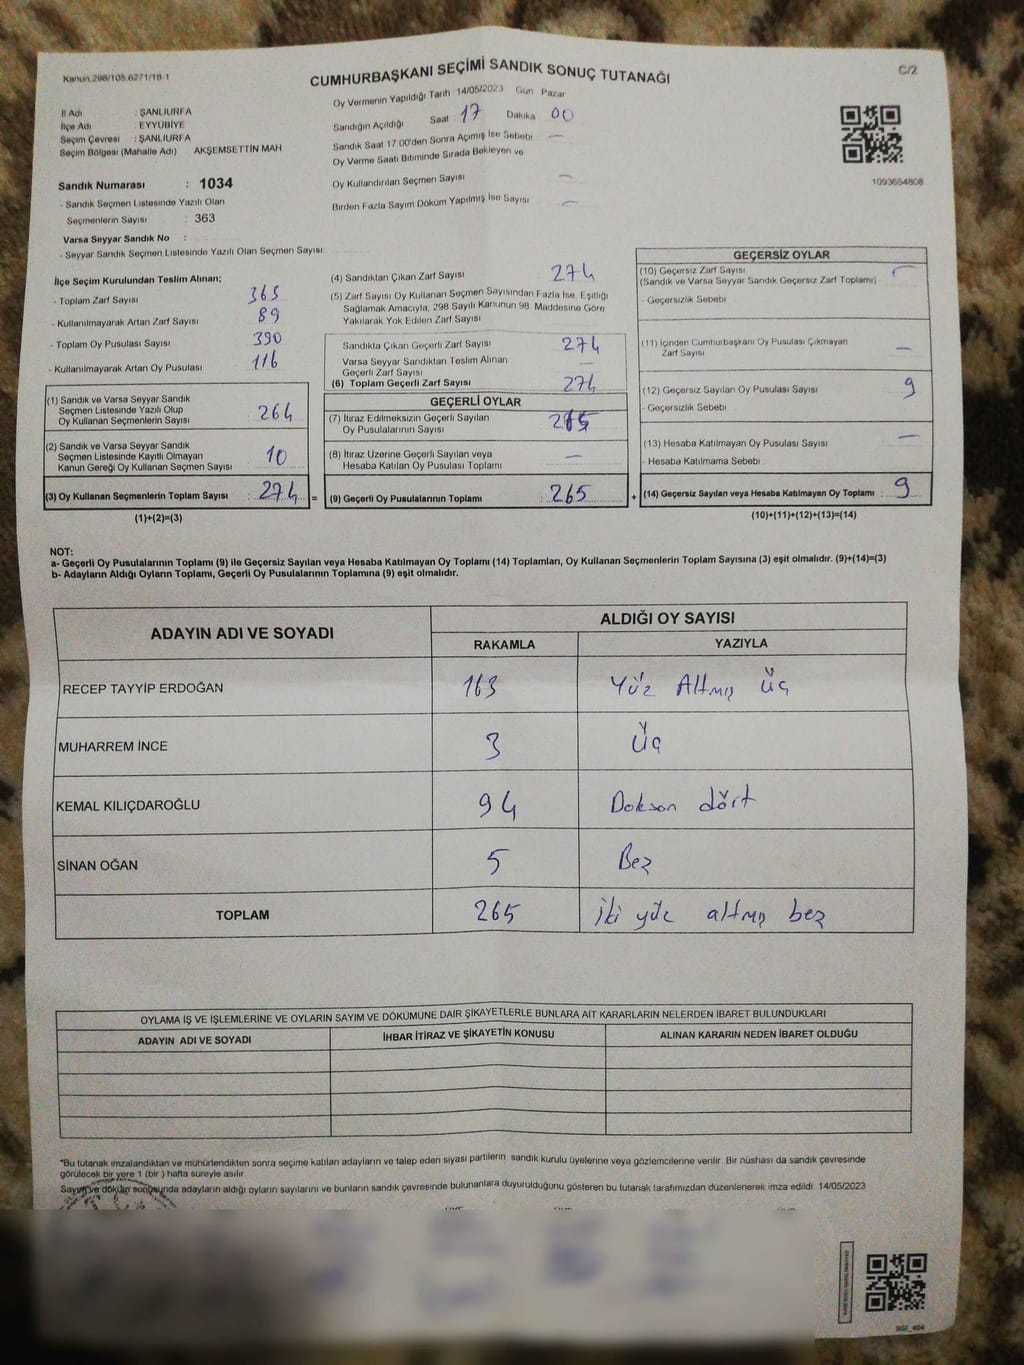 Kanun.298/108.6271/18-1
CUMHURBAŞKANI SEÇİMİ SANDIK SONUÇ TUTANAĞI
C/2
İl Adı : ŞANLIURFA
İlçe Adı : EYYÜBİYE
Seçim Çevresi : ŞANLIURFA
Seçim Bölgesi (Mahalle Adı) AKŞEMSETTİN MAH
Sandık Numarası : 1034
- Sandık Seçmen Listesinde Yazılı Olan
Seçmenlerin Sayısı : 363
Varsa Seyyar Sandık No :
- Seyyar Sandık Seçmen Listesinde Yazılı Olan Seçmen Sayısı:
Oy Vermenin Yapıldığı Tarih 14/05/2023 Gün Pazar
Sandığın Açıldığı Saat 17 Dakika 00
Sandık Saat 17.00'den Sonra Açılmış İse Sebebi —
Oy Verme Saati Bitiminde Sırada Bekleyen ve
Oy Kullandırılan Seçmen Sayısı —
Birden Fazla Sayım Döküm Yapılmış İse Sayısı —
1093654808
İlçe Seçim Kurulundan Teslim Alınan;
- Toplam Zarf Sayısı 363
- Kullanılmayarak Artan Zarf Sayısı 89
- Toplam Oy Pusulası Sayısı 390
- Kullanılmayarak Artan Oy Pusulası 116
(1) Sandık ve Varsa Seyyar Sandık
Seçmen Listesinde Yazılı Olup
Oy Kullanan Seçmenlerin Sayısı : 264
(2) Sandık ve Varsa Seyyar Sandık
Seçmen Listesinde Kayıtlı Olmayan
Kanun Gereği Oy Kullanan Seçmen Sayısı 10
(3) Oy Kullanan Seçmenlerin Toplam Sayısı : 274 =
(1)+(2)=(3)
(4) Sandıktan Çıkan Zarf Sayısı 274
(5) Zarf Sayısı Oy Kullanan Seçmen Sayısından Fazla İse, Eşitliği
Sağlamak Amacıyla, 298 Sayılı Kanunun 98. Maddesine Göre
Yakılarak Yok Edilen Zarf Sayısı
Sandıkta Çıkan Geçerli Zarf Sayısı 274
Varsa Seyyar Sandıktan Teslim Alınan
Geçerli Zarf Sayısı —
(6) Toplam Geçerli Zarf Sayısı 274
GEÇERLİ OYLAR
(7) İtiraz Edilmeksizin Geçerli Sayılan
Oy Pusulalarının Sayısı : 265
(8) İtiraz Üzerine Geçerli Sayılan veya
Hesaba Katılan Oy Pusulası Toplamı —
(9) Geçerli Oy Pusulalarının Toplamı : 265 +
GEÇERSİZ OYLAR
(10) Geçersiz Zarf Sayısı —
(Sandık ve Varsa Seyyar Sandık Geçersiz Zarf Toplamı)
- Geçersizlik Sebebi
(11) İçinden Cumhurbaşkanı Oy Pusulası Çıkmayan
Zarf Sayısı —
(12) Geçersiz Sayılan Oy Pusulası Sayısı 9
- Geçersizlik Sebebi
(13) Hesaba Katılmayan Oy Pusulası Sayısı —
- Hesaba Katılmama Sebebi
(14) Geçersiz Sayılan veya Hesaba Katılmayan Oy Toplamı : 9
(10)+(11)+(12)+(13)=(14)
NOT:
a- Geçerli Oy Pusulalarının Toplamı (9) ile Geçersiz Sayılan veya Hesaba Katılmayan Oy Toplamı (14) Toplamları, Oy Kullanan Seçmenlerin Toplam Sayısına (3) eşit olmalıdır. (9)+(14)=(3)
b- Adayların Aldığı Oyların Toplamı, Geçerli Oy Pusulalarının Toplamına (9) eşit olmalıdır.
ADAYIN ADI VE SOYADI ALDIĞI OY SAYISI
RAKAMLA YAZIYLA
RECEP TAYYİP ERDOĞAN 163 Yüz Altmış üç
MUHARREM İNCE 3 Üç
KEMAL KILIÇDAROĞLU 94 Doksan dört
SİNAN OĞAN 5 Beş
TOPLAM 265 iki yüz altmış beş
OYLAMA İŞ VE İŞLEMLERİNE VE OYLARIN SAYIM VE DÖKÜMÜNE DAİR ŞİKAYETLERLE BUNLARA AİT KARARLARIN NELERDEN İBARET BULUNDUKLARI
ADAYIN ADI VE SOYADI İHBAR İTİRAZ VE ŞİKAYETİN KONUSU ALINAN KARARIN NEDEN İBARET OLDUĞU
*Bu tutanak imzalandıktan ve mühürlendikten sonra seçime katılan adayların ve talep eden siyasi partilerin sandık kurulu üyelerine veya gözlemcilerine verilir. Bir nüshası da sandık çevresinde
görülecek bir yere 1 (bir ) hafta süreyle asılır.
Sayım ve döküm sonucunda adayların aldığı oyların sayılarını ve bunların sandık çevresinde bulunanlara duyurulduğunu gösteren bu tutanak tarafımızdan düzenlenerek imza edildi. 14/05/2023
SSI_404